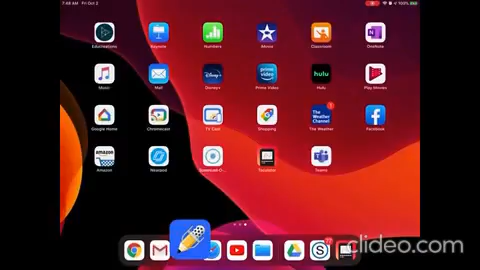 7:48 AM Fri Oct 2
100%
Educreations Keynote Numbers iMovie Classroom OneNote
Music Mail Disney+ Prime Video Hulu Play Movies
Google Home Chromecast TV Cast Shopping The Weather Facebook
Amazon
clideo.com
Teams